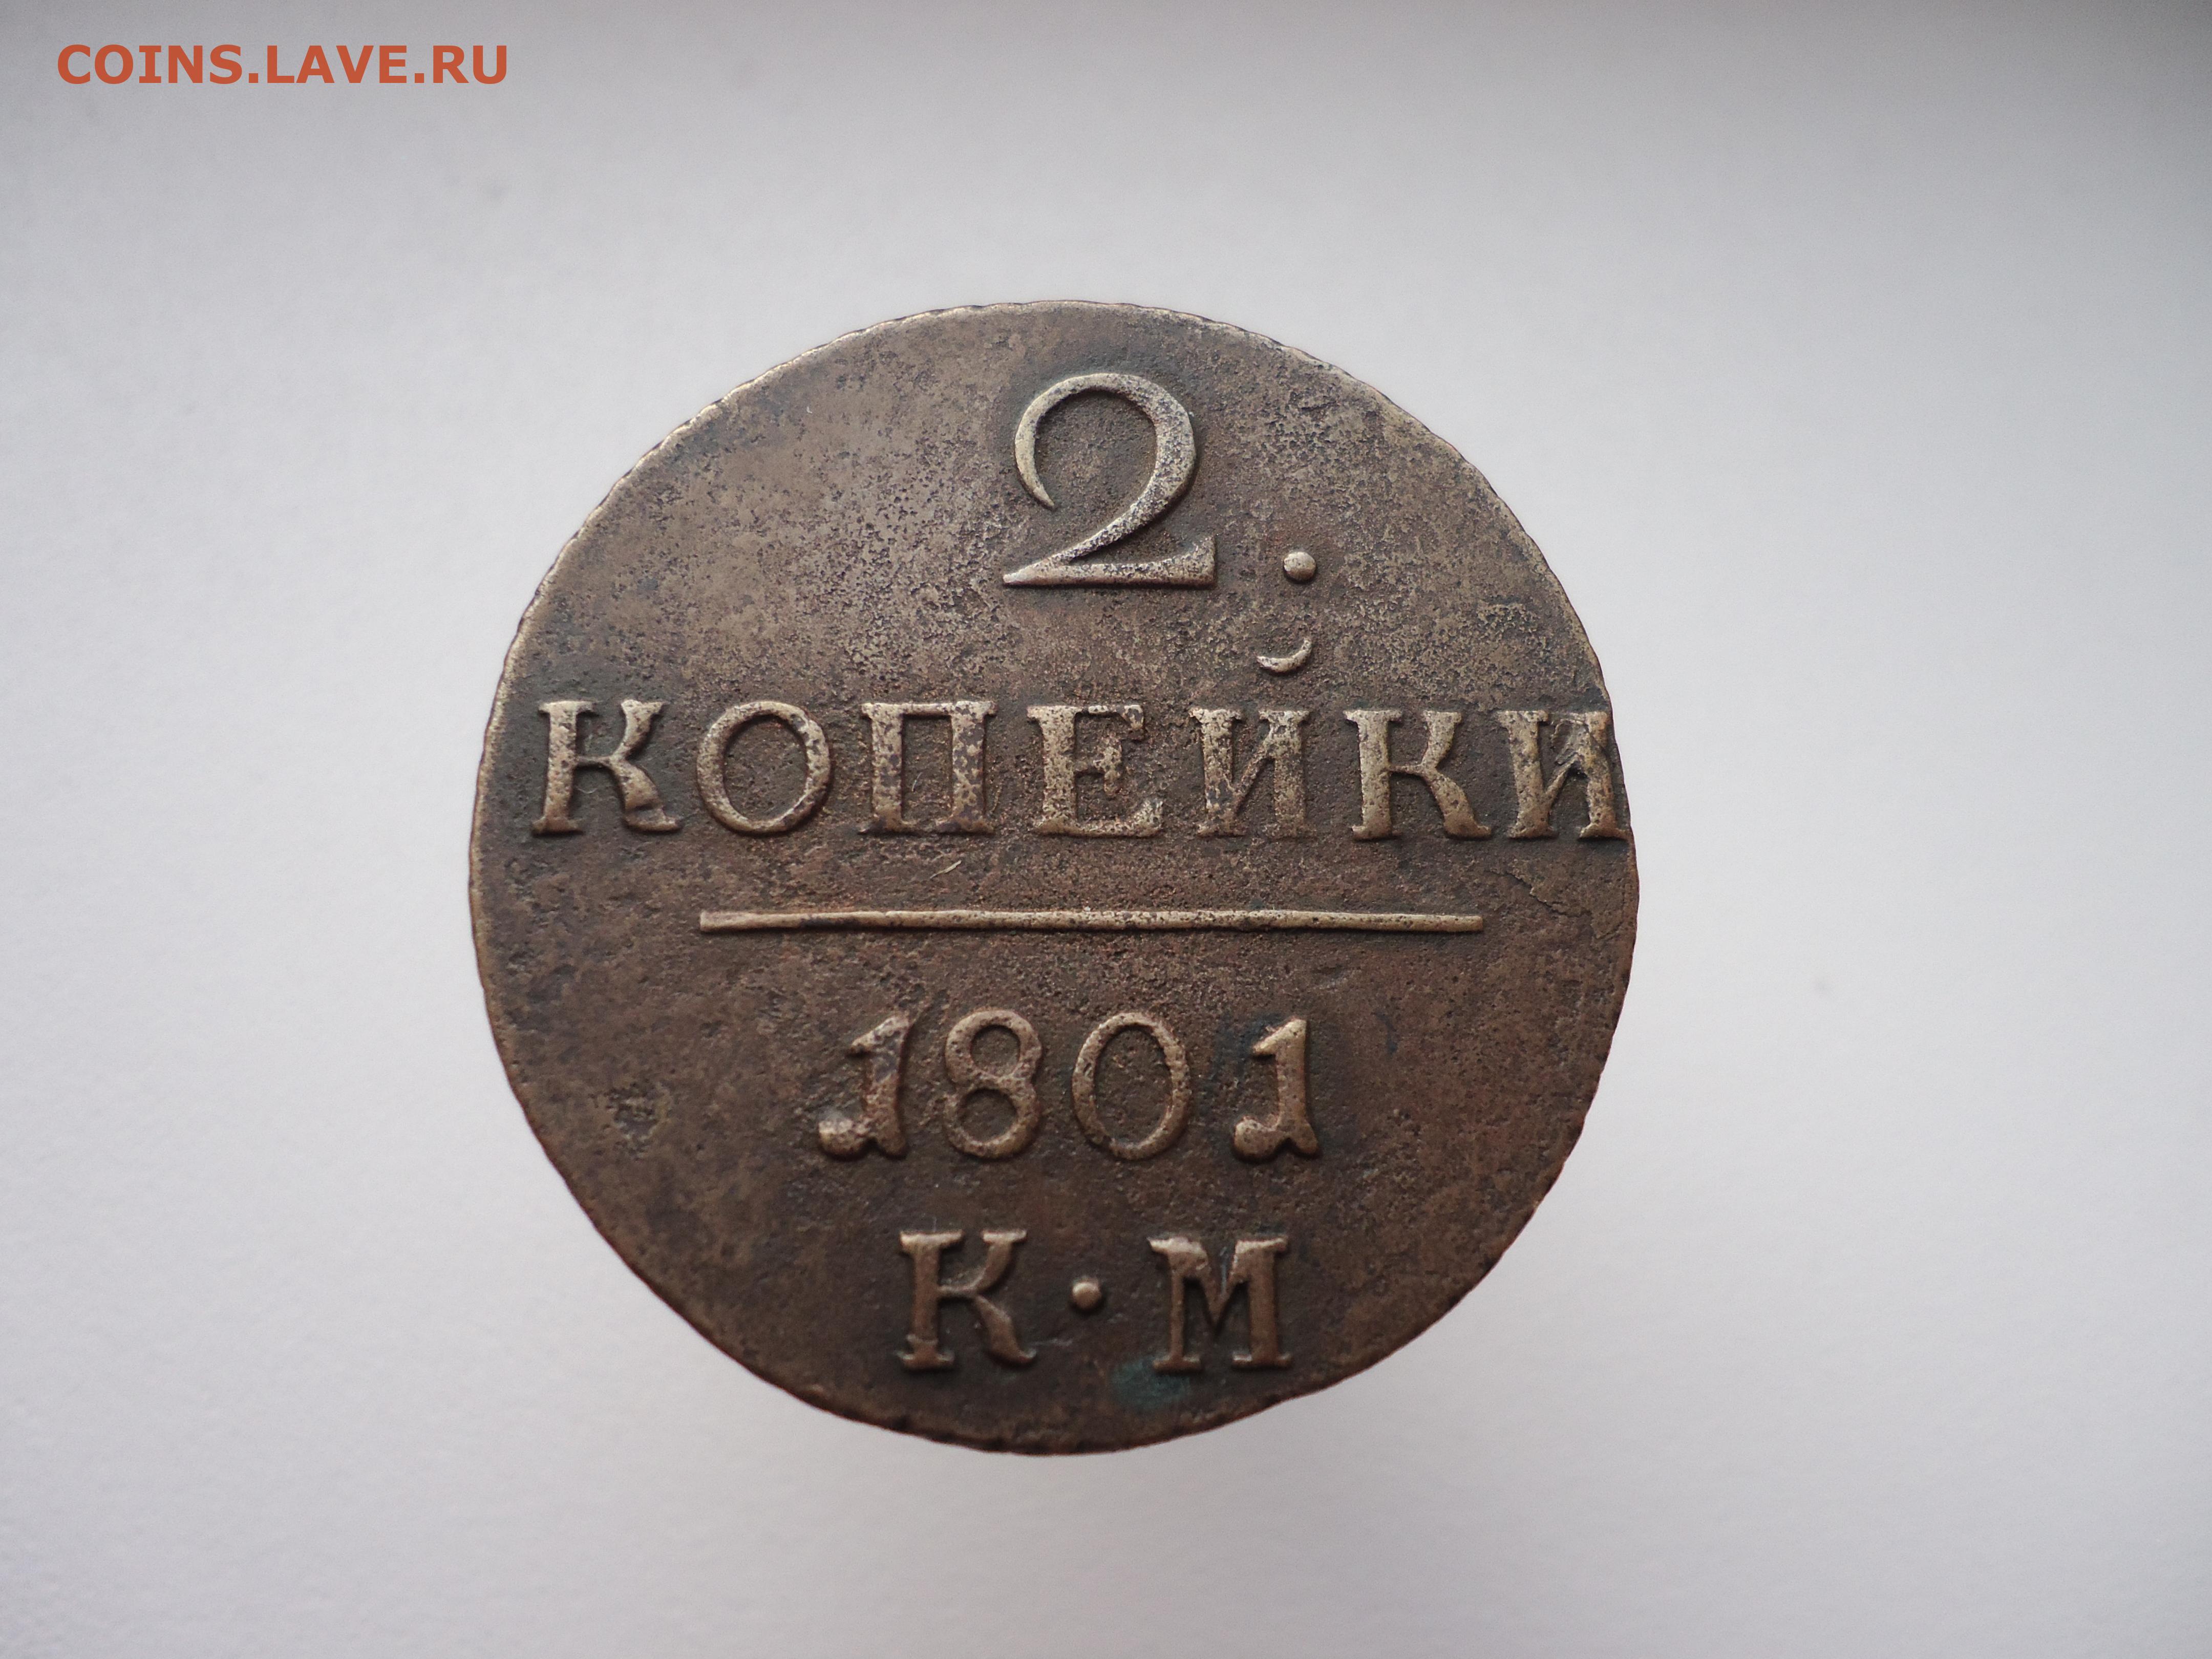 COINS.LAVE.RU
2.
КОПЕЙКИ
1801
К·М